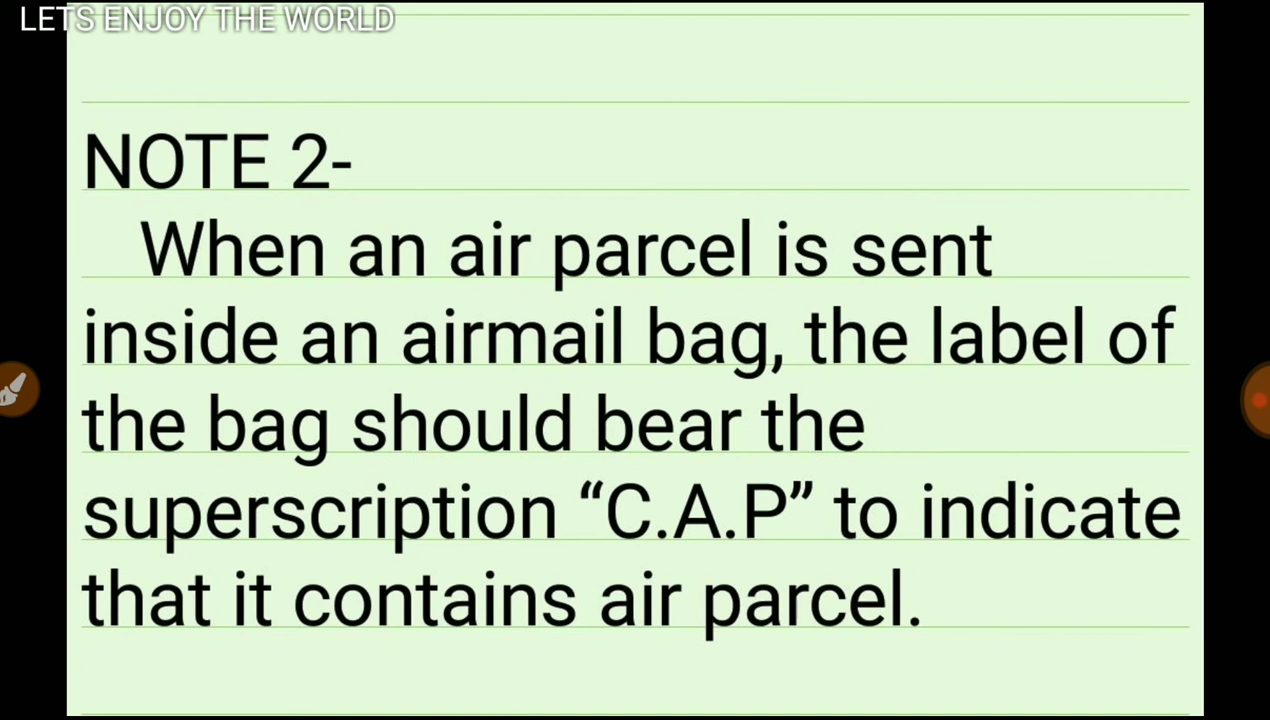 LETS ENJOY THE WORLD
NOTE 2-
When an air parcel is sent
inside an airmail bag, the label of
the bag should bear the
superscription “C.A.P” to indicate
that it contains air parcel.